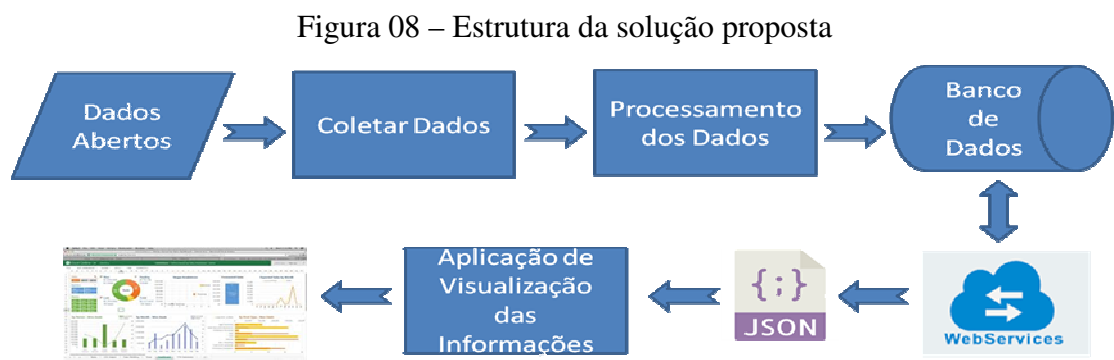 Figura 08 – Estrutura da solução proposta
Dados
Abertos
Coletar Dados
Processamento
dos Dados
Banco
de
Dados
Aplicação de
Visualização
das
Informações
{;}
JSON
WebServices